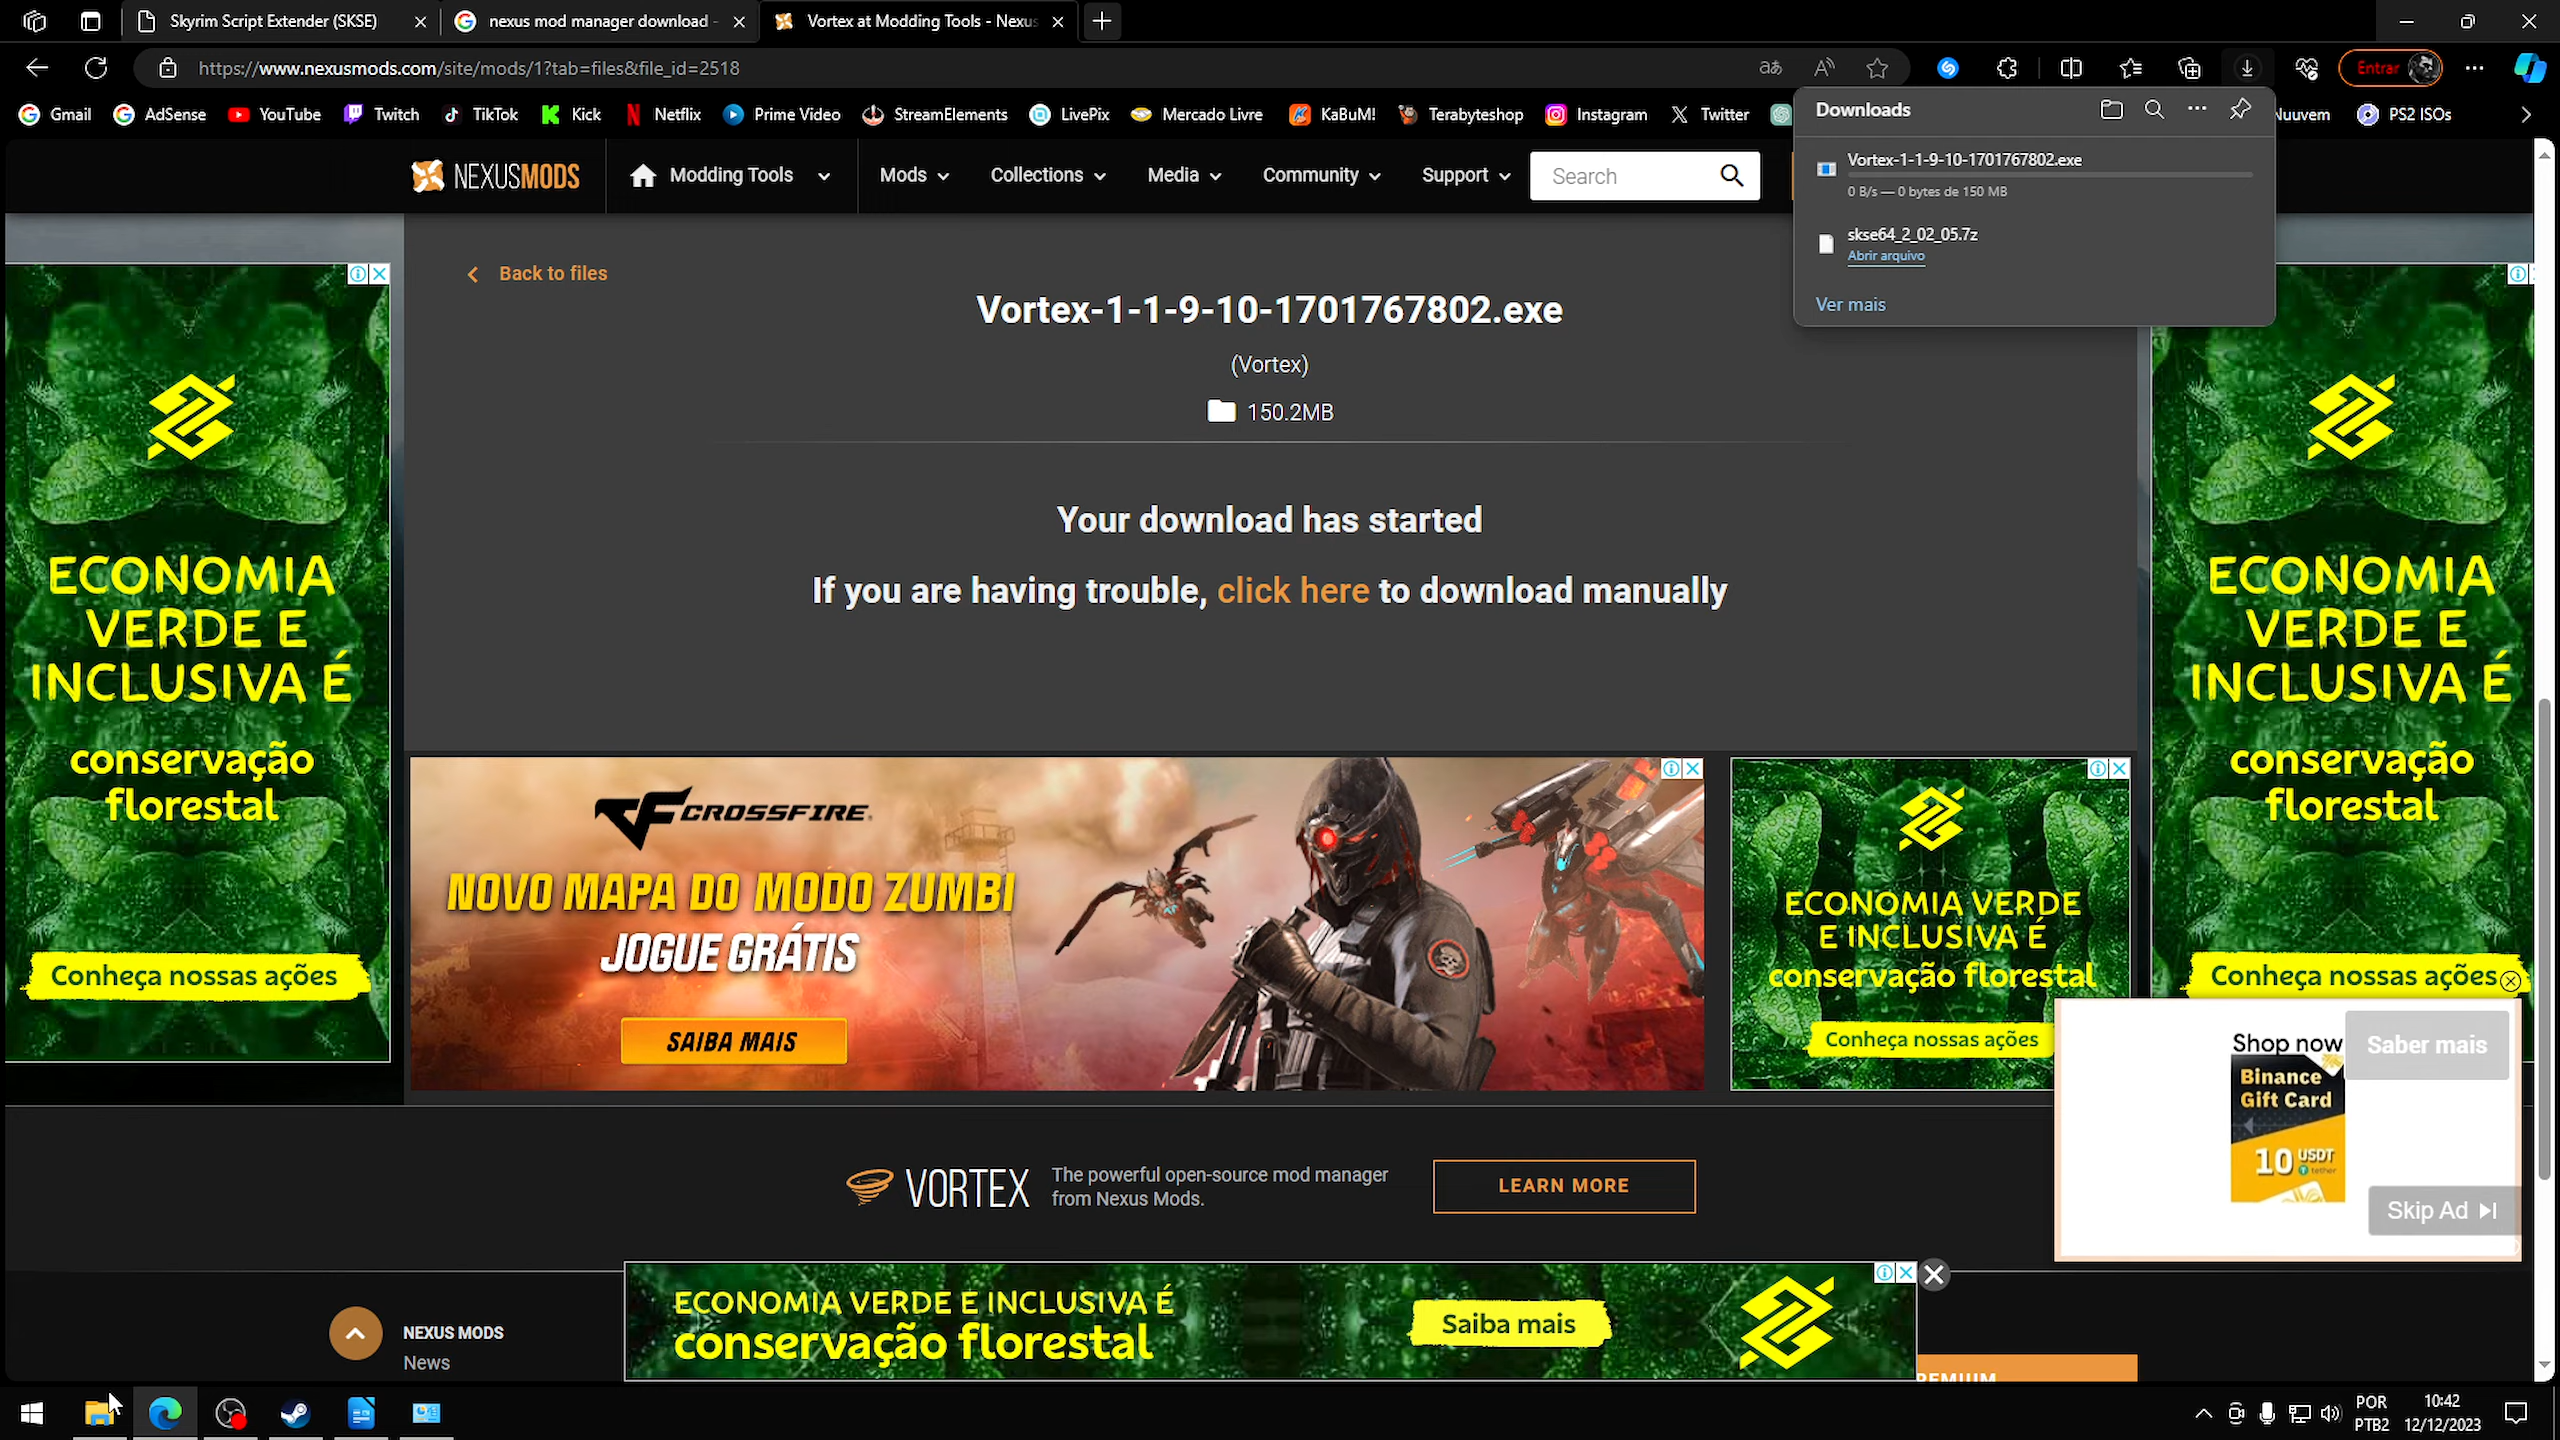 Skyrim Script Extender (SKSE)
nexus mod manager download -
Vortex at Modding Tools - Nexus
https://www.nexusmods.com/site/mods/1?tab=files&file_id=2518
Entrar
Gmail
AdSense
YouTube
Twitch
TikTok
Kick
Netflix
Prime Video
StreamElements
LivePix
Mercado Livre
KaBuM!
Terabyteshop
Instagram
Twitter
Nuuvem
PS2 ISOs
Downloads
Vortex-1-1-9-10-1701767802.exe
0 B/s — 0 bytes de 150 MB
skse64_2_02_05.7z
Abrir arquivo
Ver mais
NEXUSMODS
Modding Tools
Mods
Collections
Media
Community
Support
Search
Back to files
Vortex-1-1-9-10-1701767802.exe
(Vortex)
150.2MB
Your download has started
If you are having trouble, click here to download manually
ECONOMIA
VERDE E
INCLUSIVA É
conservação
florestal
Conheça nossas ações
ECONOMIA
VERDE E
INCLUSIVA É
conservação
florestal
Conheça nossas ações
CROSSFIRE
NOVO MAPA DO MODO ZUMBI
JOGUE GRÁTIS
SAIBA MAIS
ECONOMIA VERDE
E INCLUSIVA É
conservação florestal
Conheça nossas ações
Shop now
Saber mais
Binance
Gift Card
10 USDT
tether
Skip Ad
VORTEX
The powerful open-source mod manager
from Nexus Mods.
LEARN MORE
ECONOMIA VERDE E INCLUSIVA É
conservação florestal
Saiba mais
NEXUS MODS
News
PREMIUM
POR
PTB2
10:42
12/12/2023